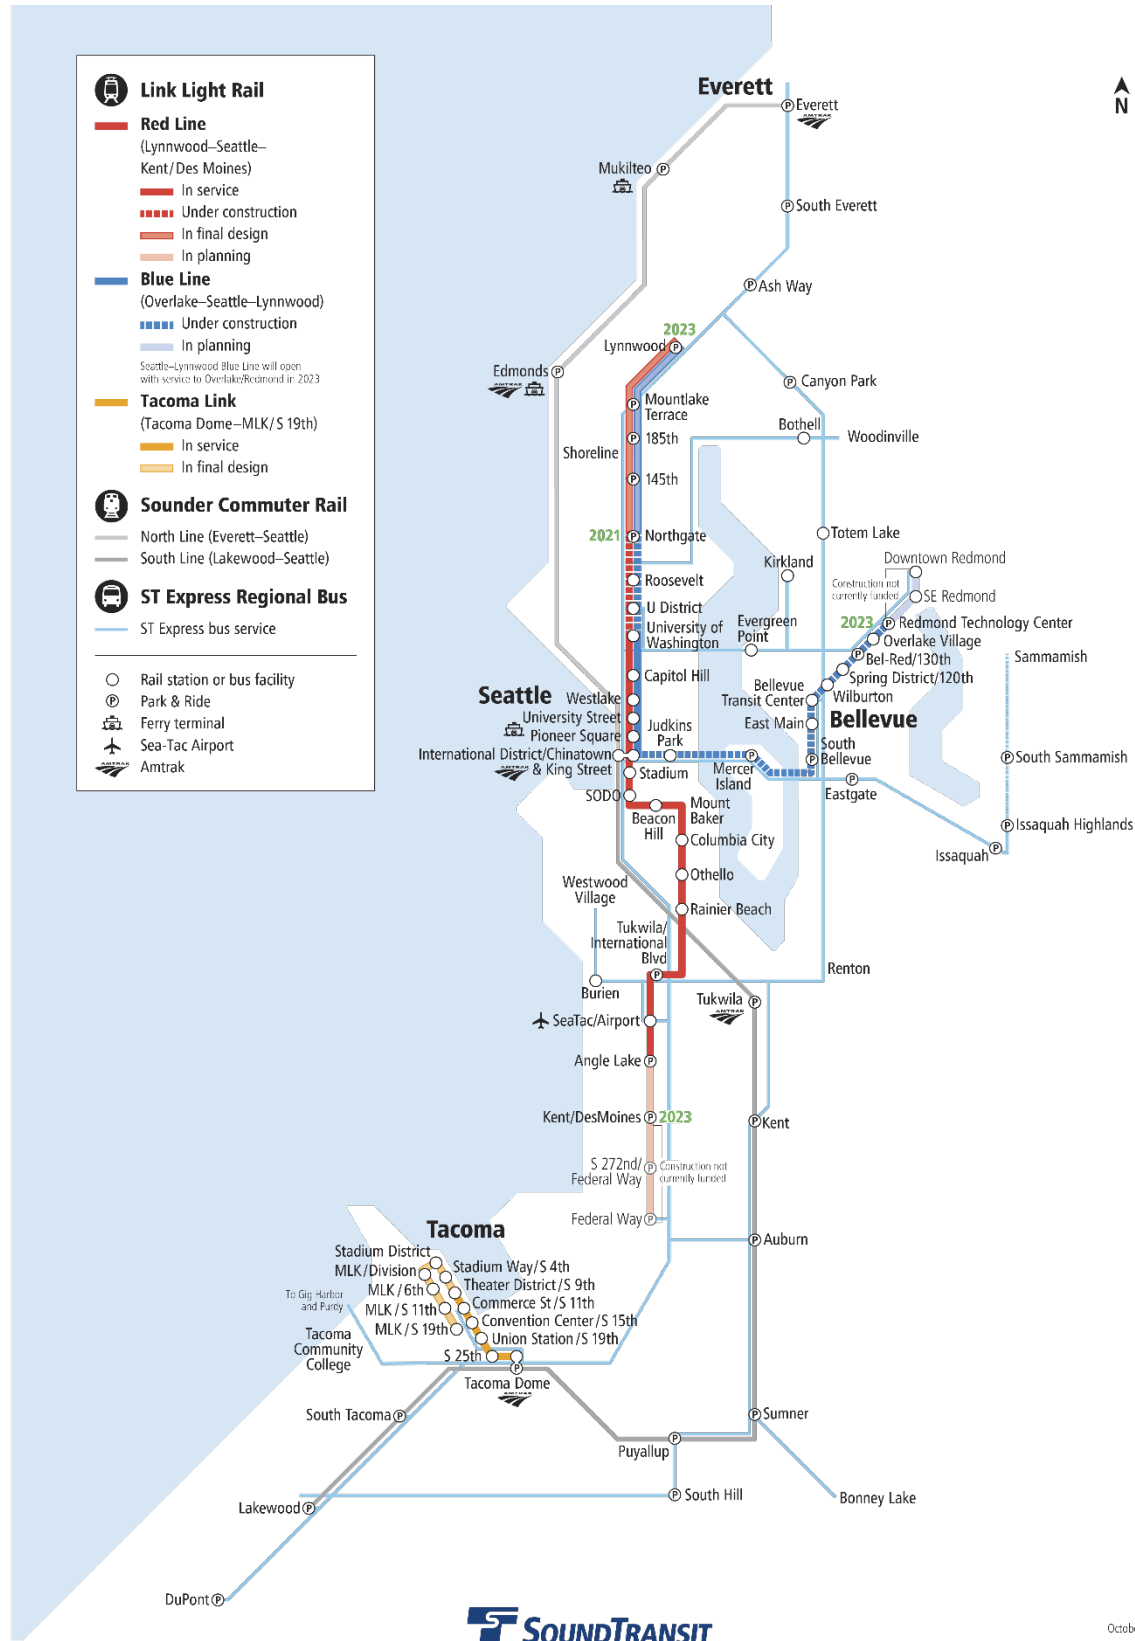 Link Light Rail
Red Line
(Lynnwood–Seattle–
Kent/Des Moines)
In service
Under construction
In final design
In planning
Blue Line
(Overlake–Seattle–Lynnwood)
Under construction
In planning
Seattle–Lynnwood Blue Line will open
with service to Overlake/Redmond in 2023
Tacoma Link
(Tacoma Dome–MLK/S 19th)
In service
In final design
Sounder Commuter Rail
North Line (Everett–Seattle)
South Line (Lakewood–Seattle)
ST Express Regional Bus
ST Express bus service
Rail station or bus facility
P Park & Ride
Ferry terminal
Sea-Tac Airport
AMTRAK Amtrak
N
Everett
P Everett
AMTRAK
Mukilteo P
P South Everett
P Ash Way
2023
Lynnwood P
Edmonds P
AMTRAK
P Canyon Park
P Mountlake
Terrace
Bothell
Woodinville
P 185th
Shoreline
P 145th
2021 P Northgate
Totem Lake
Kirkland
Downtown Redmond
Construction not
currently funded
SE Redmond
Roosevelt
U District
University of
Washington
Evergreen
Point
2023 P Redmond Technology Center
Overlake Village
P Bel-Red/130th
Spring District/120th
Wilburton
Sammamish
Capitol Hill
Seattle
Westlake
University Street
Pioneer Square
Judkins
Park
Bellevue
Transit Center
East Main
Bellevue
South
P Bellevue
International District/Chinatown
& King Street
AMTRAK
Stadium
Mercer
Island
P
P
Eastgate
P South Sammamish
SODO
Beacon
Hill
Mount
Baker
P Issaquah Highlands
Issaquah P
Columbia City
Othello
Rainier Beach
Westwood
Village
Tukwila/
International
Blvd
P
Renton
Burien
Tukwila P
AMTRAK
SeaTac/Airport
Angle Lake P
Kent/DesMoines P 2023
P Kent
S 272nd/
Federal Way
P
Construction not
currently funded
Federal Way P
P Auburn
Tacoma
Stadium District
MLK/Division
MLK/6th
MLK/S 11th
MLK/S 19th
Stadium Way/S 4th
Theater District/S 9th
Commerce St/S 11th
Convention Center/S 15th
Union Station/S 19th
To Gig Harbor
and Purdy
Tacoma
Community
College
S 25th
P
Tacoma Dome
AMTRAK
South Tacoma P
P Sumner
P
Puyallup
Lakewood P
P South Hill
Bonney Lake
DuPont P
SOUNDTRANSIT
Octobe